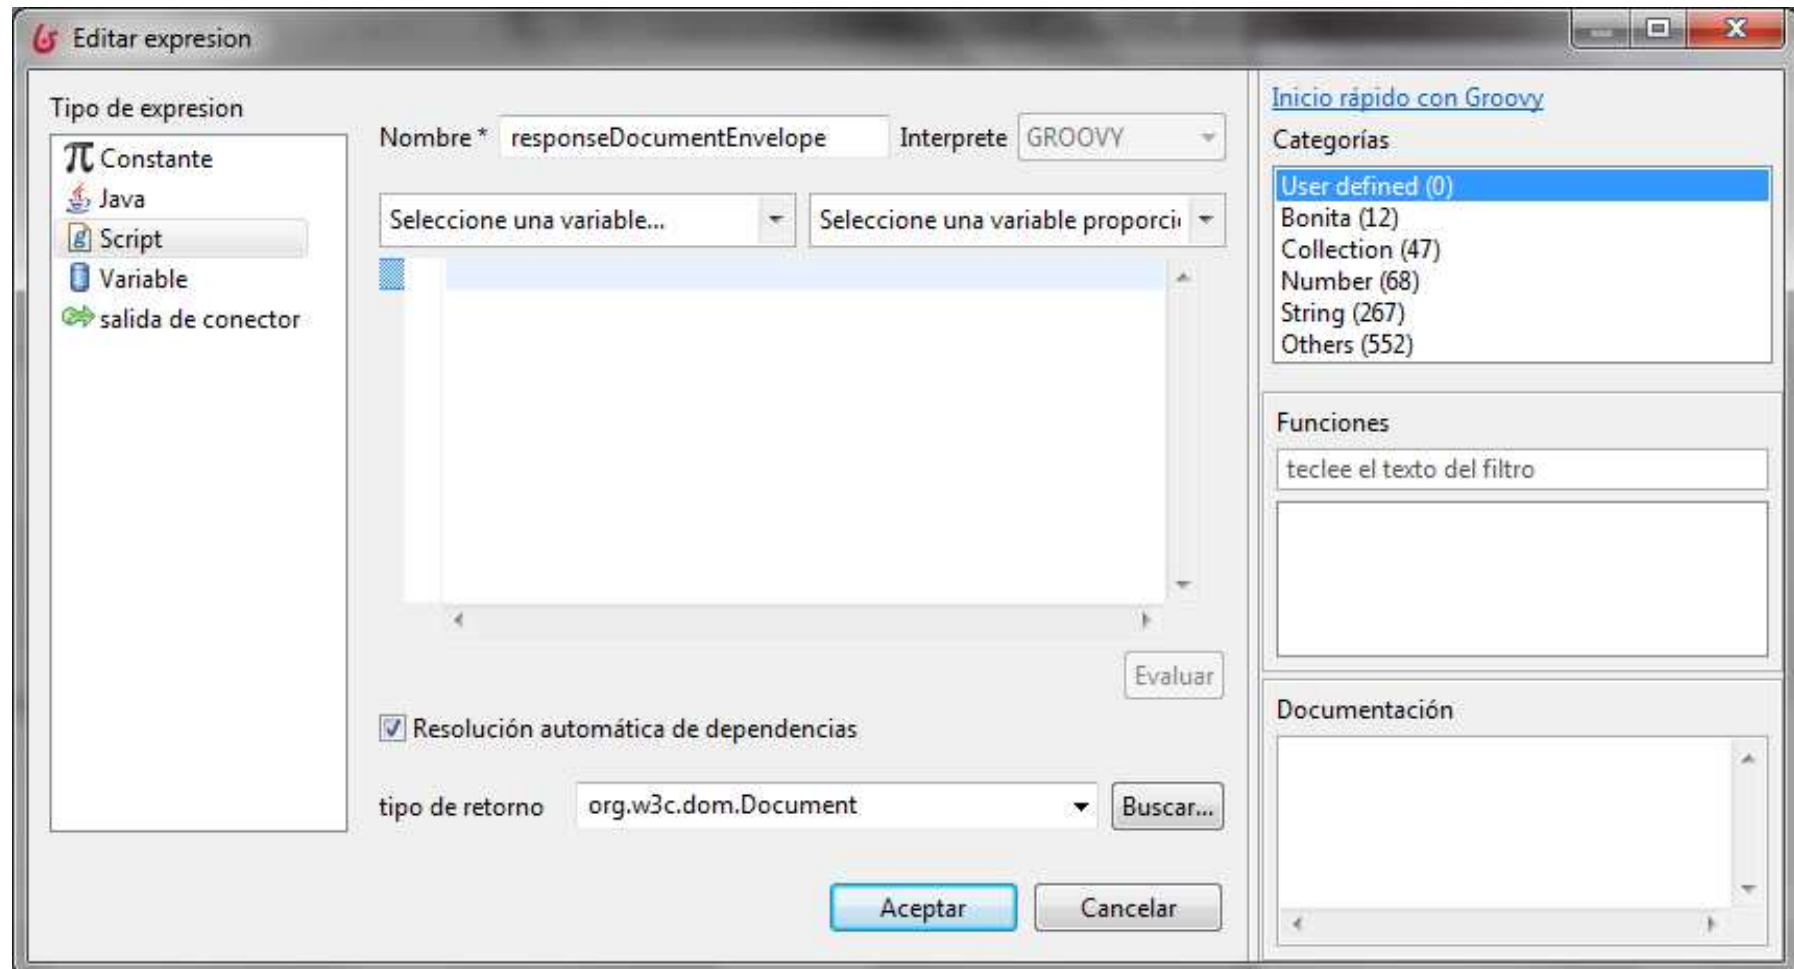 Editar expresion
Tipo de expresion
Constante
Java
Script
Variable
salida de conector
Nombre * responseDocumentEnvelope Interprete GROOVY
Seleccione una variable... Seleccione una variable proporci
Evaluar
Resolución automática de dependencias
tipo de retorno org.w3c.dom.Document Buscar...
Aceptar Cancelar
Inicio rápido con Groovy
Categorías
User defined (0)
Bonita (12)
Collection (47)
Number (68)
String (267)
Others (552)
Funciones
teclee el texto del filtro
Documentación